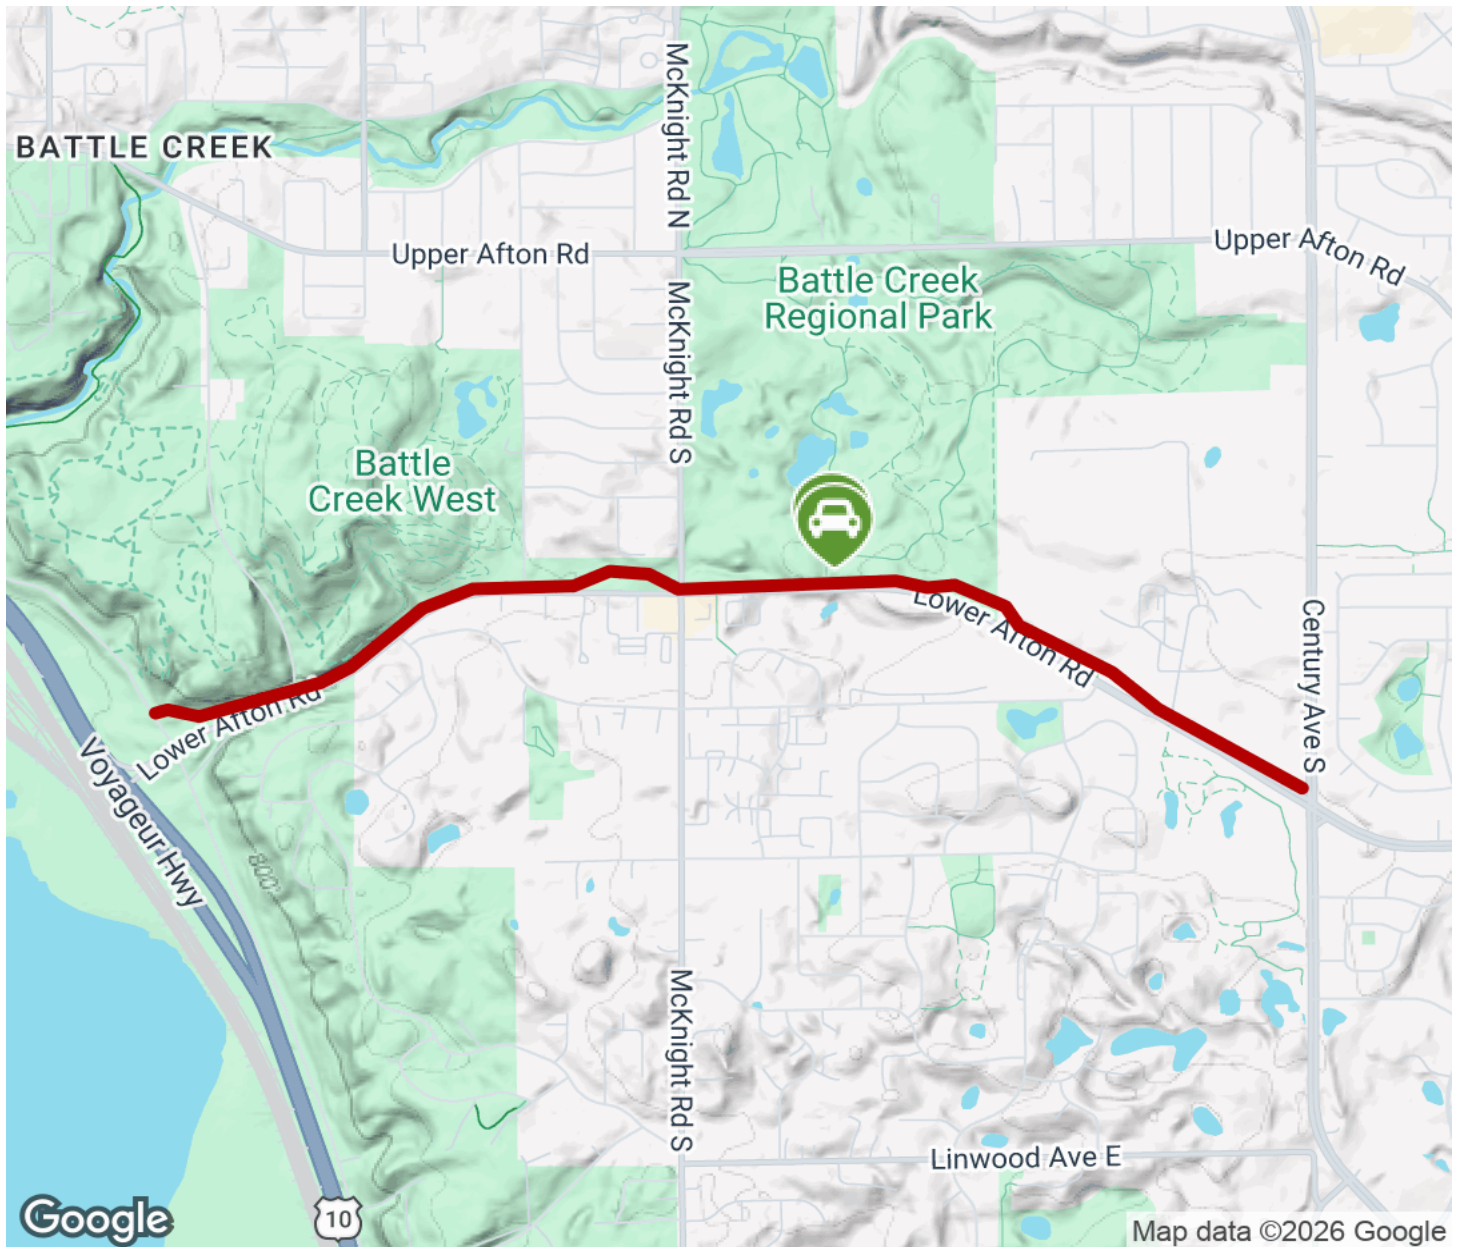 McKnight Rd N
BATTLE CREEK
Upper Afton Rd
Upper Afton Rd
Battle Creek
Regional Park
McKnight Rd S
Battle
Creek West
Lower Afton Rd
Century Ave S
Lower Afton Rd
Voyageur Hwy
800'
McKnight Rd S
Linwood Ave E
10
Google
Map data ©2026 Google